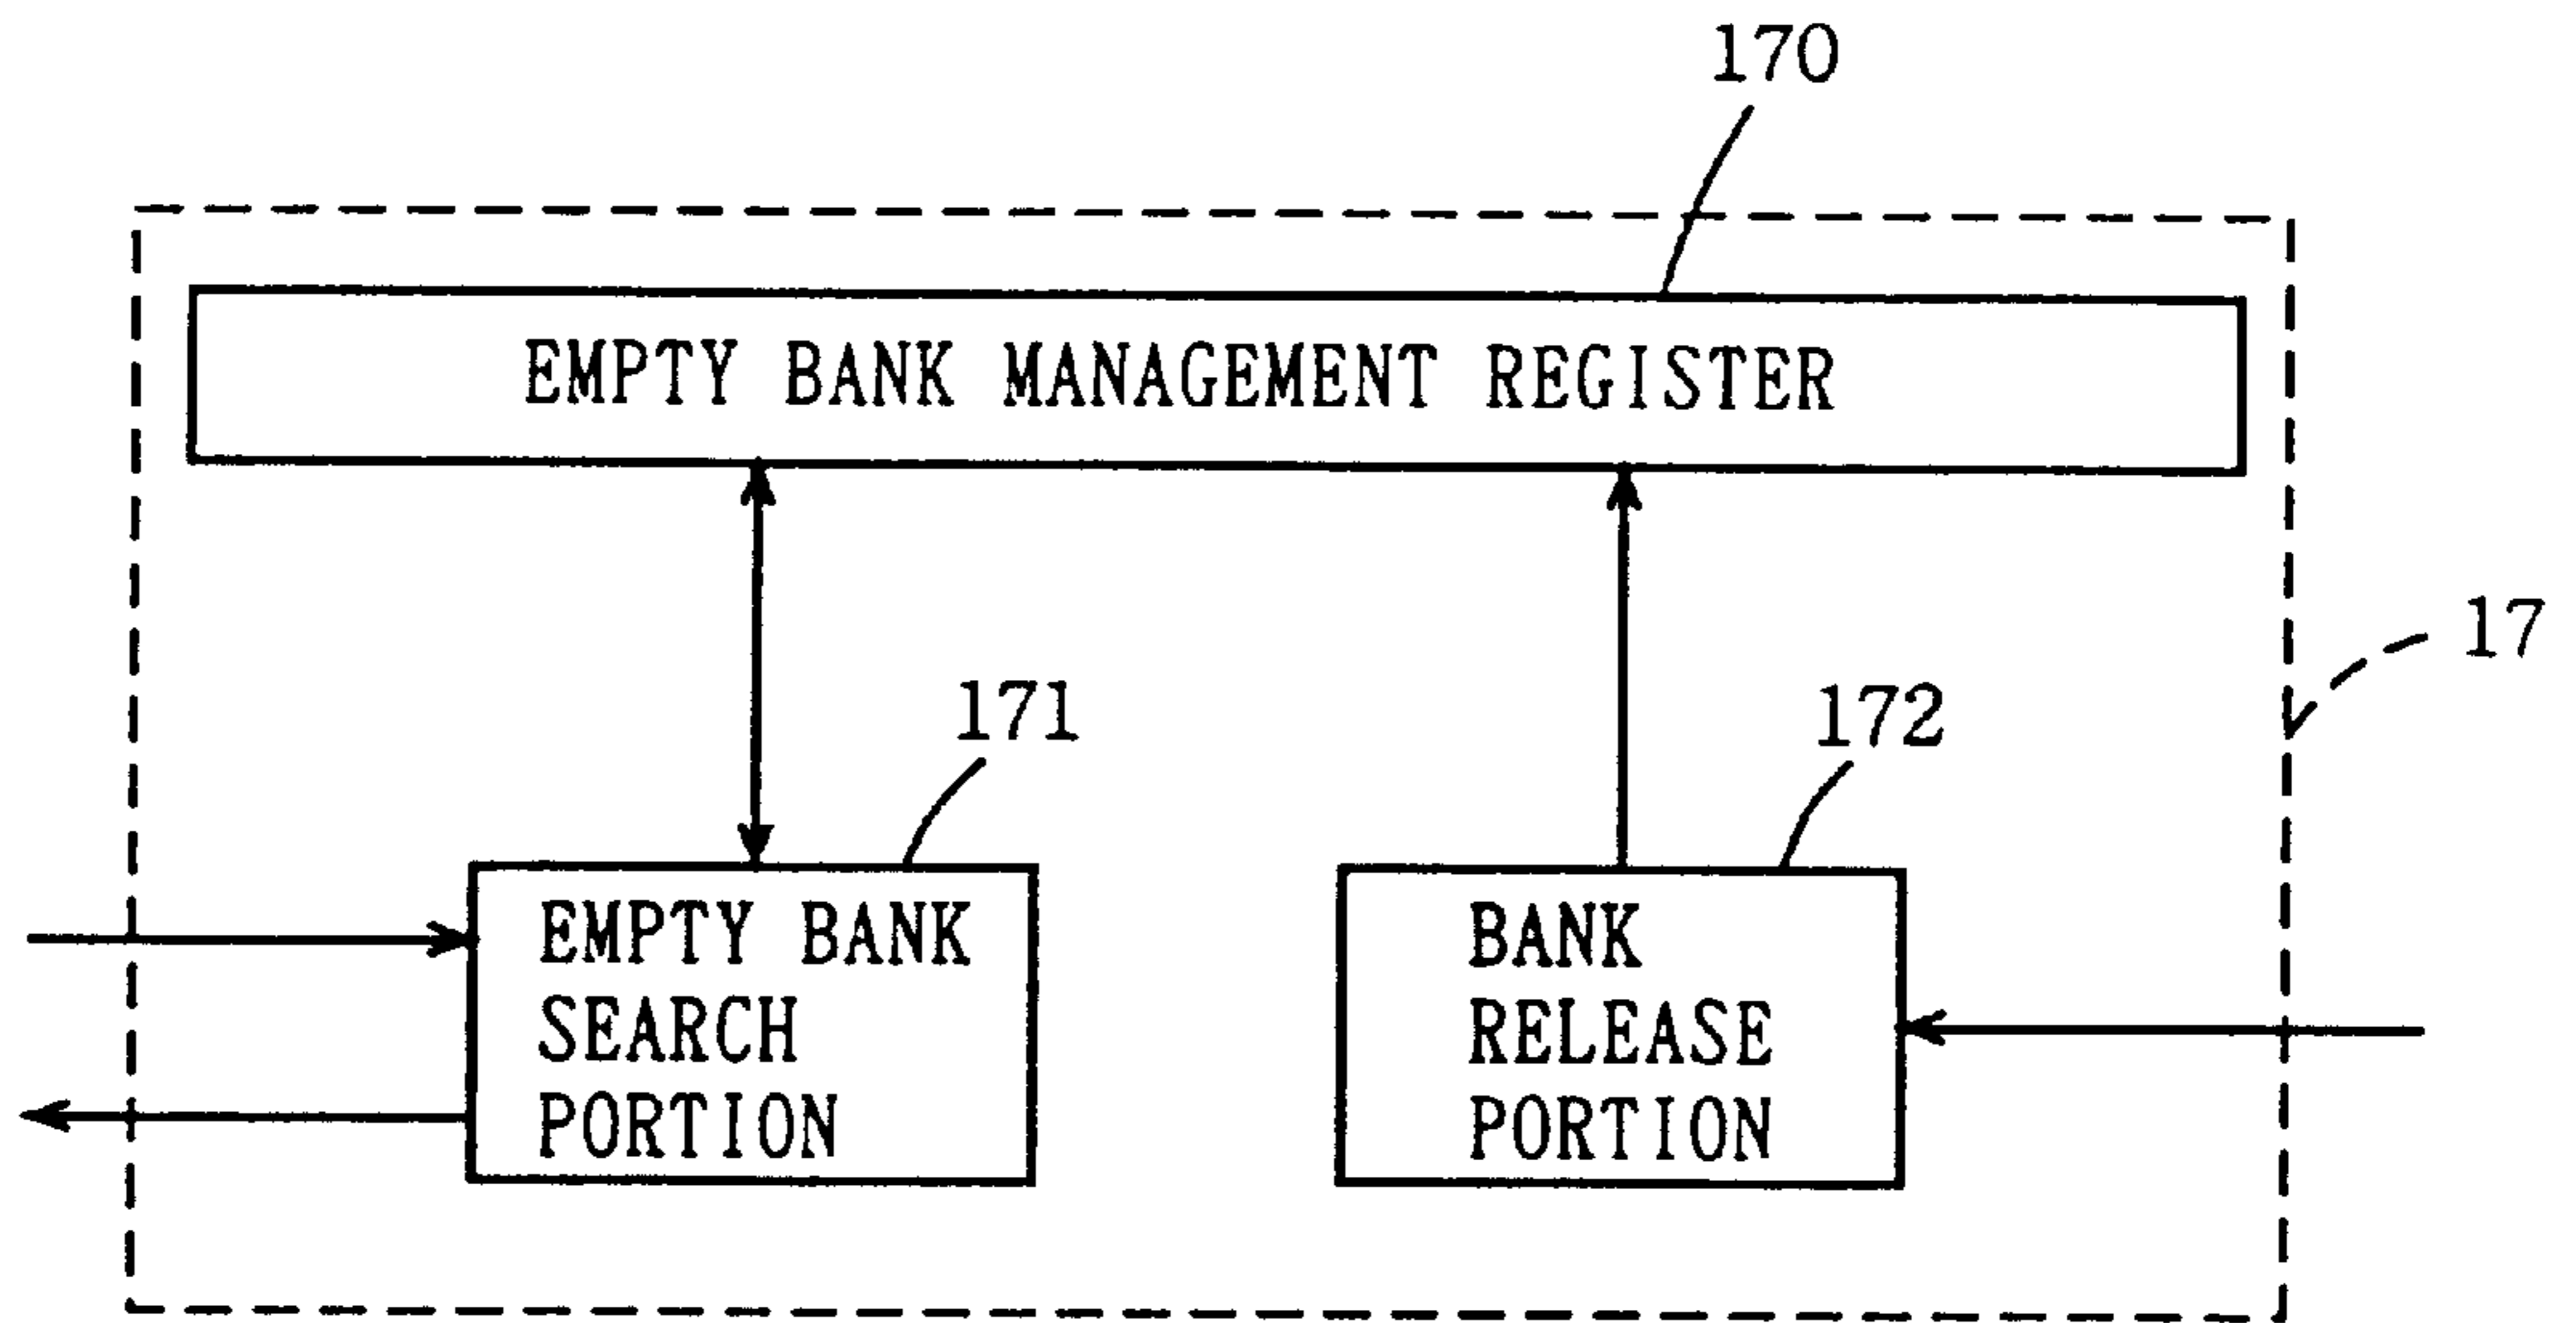 170
EMPTY BANK MANAGEMENT REGISTER
17
171
172
EMPTY BANK
SEARCH
PORTION
BANK
RELEASE
PORTION